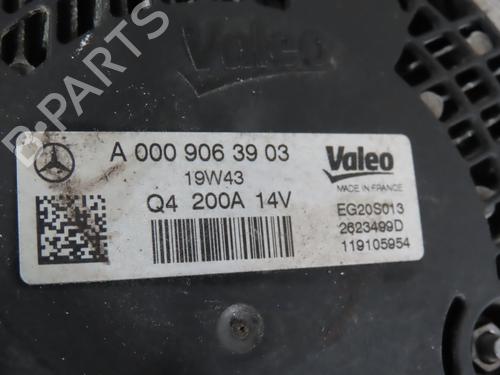 Valeo
B-PARTS
A 000 906 39 03
19W43
Q4 200A 14V
Valeo
MADE IN FRANCE
EG20S013
2623499D
119105954